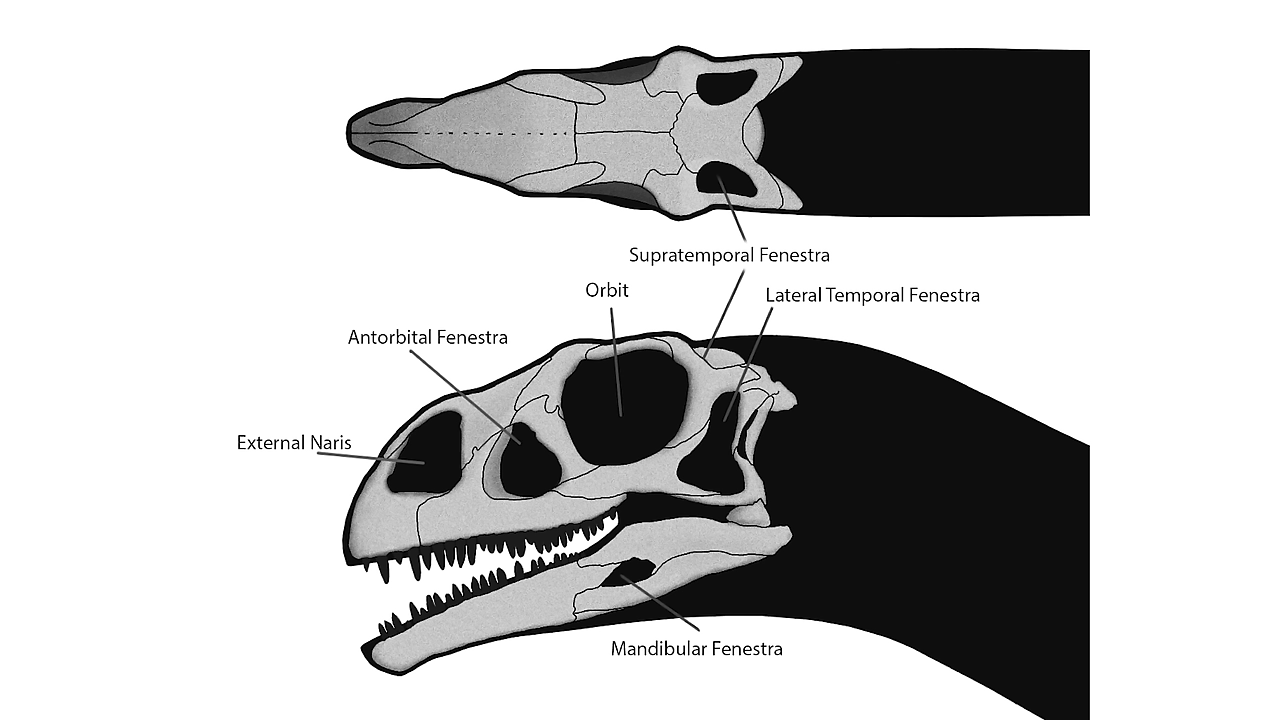 Supratemporal Fenestra
Orbit
Lateral Temporal Fenestra
Antorbital Fenestra
External Naris
Mandibular Fenestra